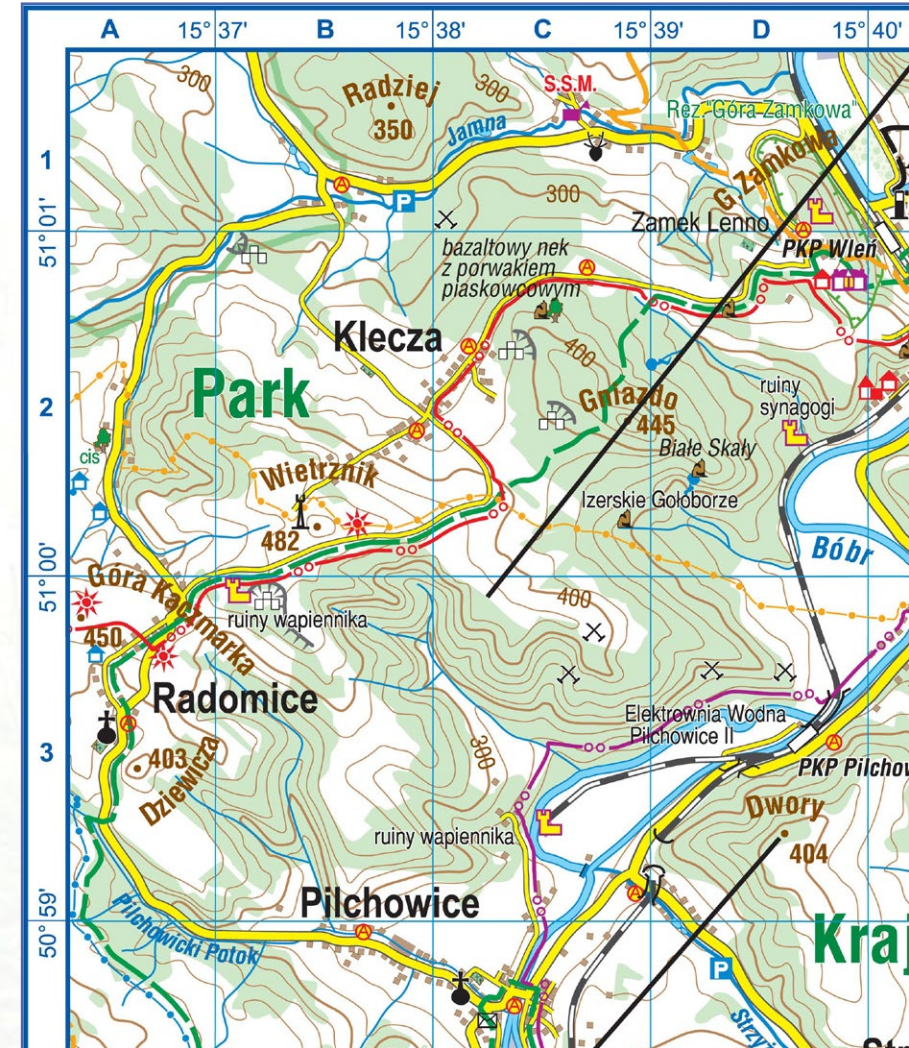 A
15°37'
B
15°38'
C
15°39'
D
15°40'
300
Radziej
350
300
S.S.M.
Jamna
Rez. "Góra Zamkowa"
1
P
300
G. Zamkowa
Zamek Lenno
51°01'
PKP Wleń
bazaltowy nek
z porwakiem
piaskowcowym
Klecza
400
Park
Gniazdo
445
ruiny
synagogi
2
Białe Skały
cis
Wietrznik
Izerskie Gołoborze
482
Bóbr
51°00'
Góra Kaczmarka
400
ruiny wapiennika
450
Radomice
Elektrownia Wodna
Pilchowice II
3
300
403
Dziewicza
PKP Pilchow
Dwory
404
ruiny wapiennika
Pilchowice
50°59'
Pilchowicki Potok
Kraj
P
Strzyż